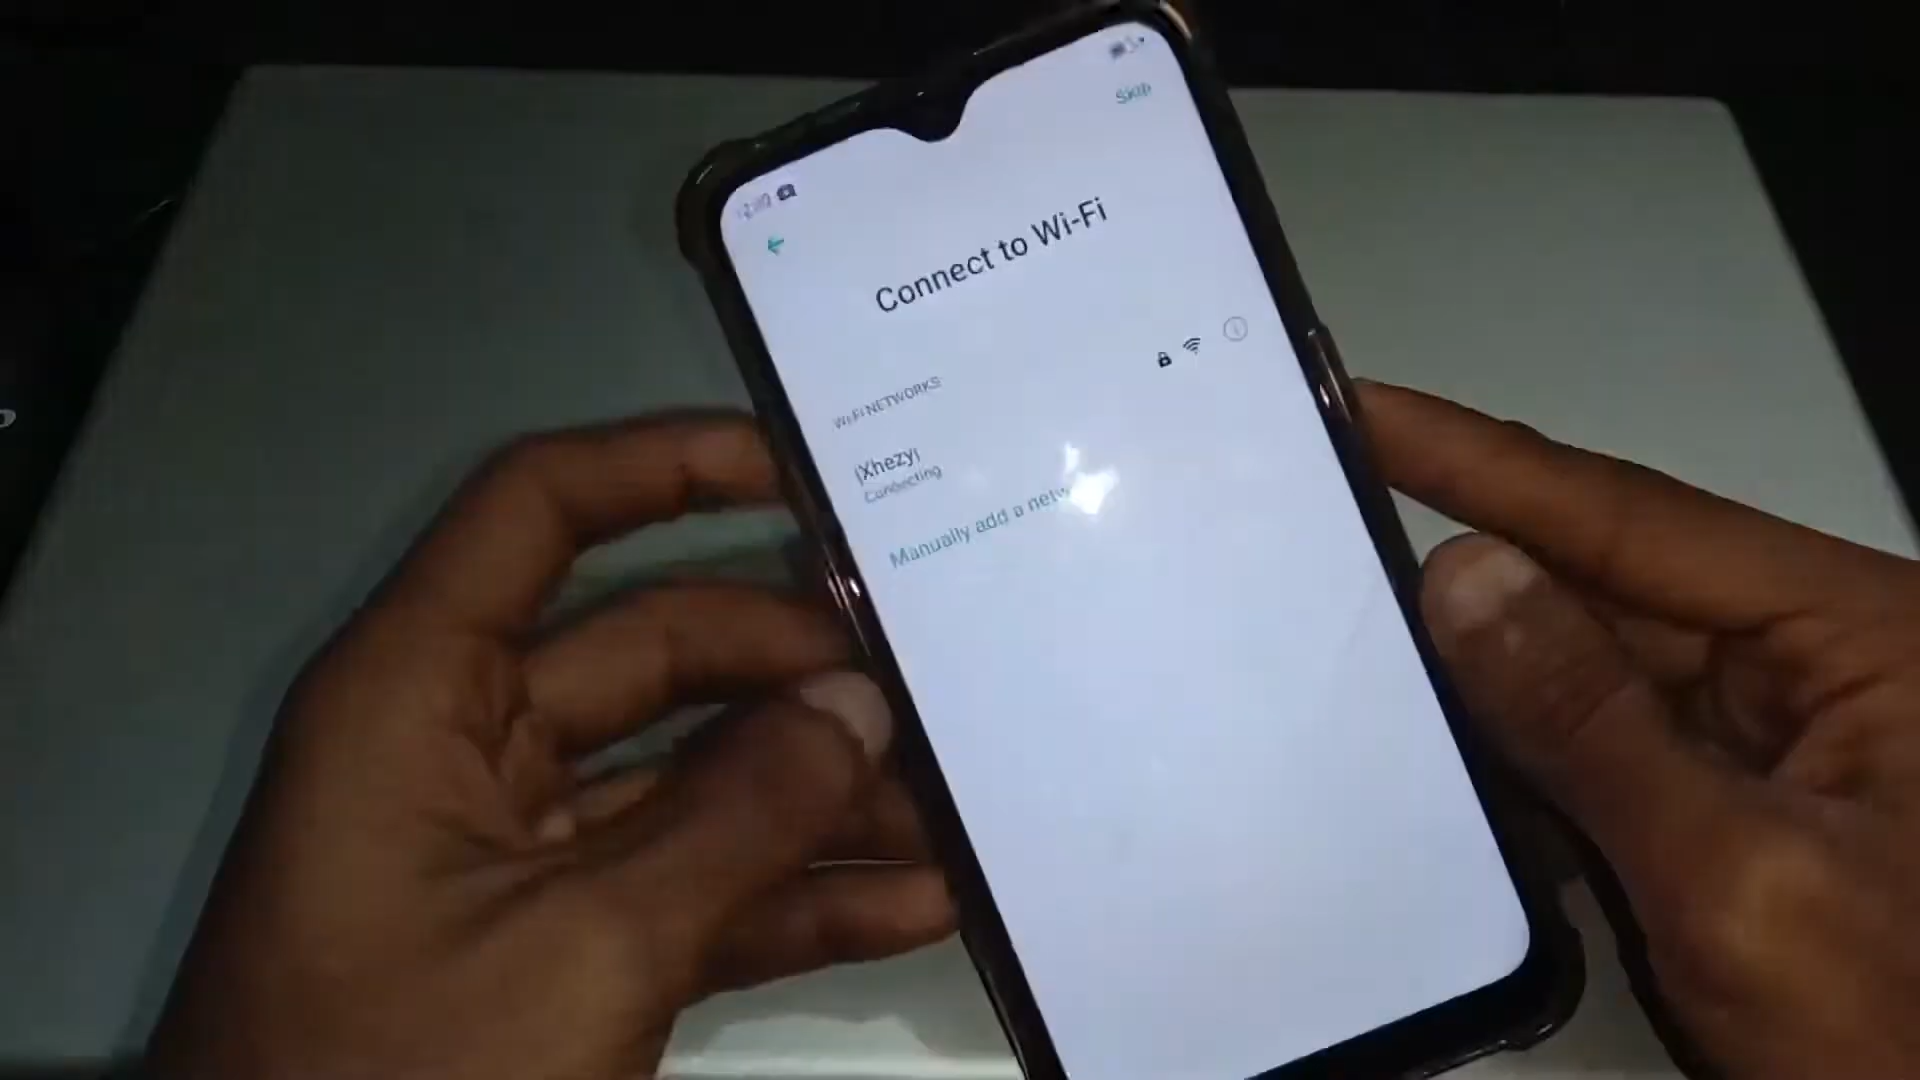 Skip
Connect to Wi-Fi
WI-FI NETWORKS
¡Xhezy¡
Connecting
Manually add a netw